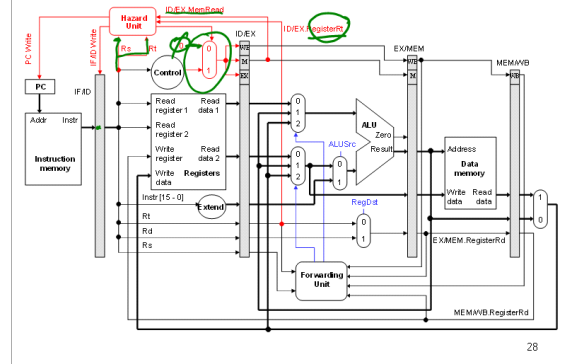 ID/EX.MemRead
Hazard
Unit
ID/EX.RegisterRt
Rs Rt
0
ID/EX
PC Write
IF/ID Write
0
1
WB
M
EX
EX/MEM
WB
M
MEM/WB
WB
Control
PC
IF/ID
Addr Instr
Instruction
memory
Read
register 1
Read
data 1
Read
register 2
Write
register
Read
data 2
Write
data
Registers
0
1
2
0
1
2
ALU
Zero
Result
ALUSrc
0
1
Address
Data
memory
Write
data
Read
data
1
0
Instr [15 - 0]
Extend
RegDst
Rt
Rd
Rs
0
1
EX/MEM.RegisterRd
Forwarding
Unit
MEM/WB.RegisterRd
28